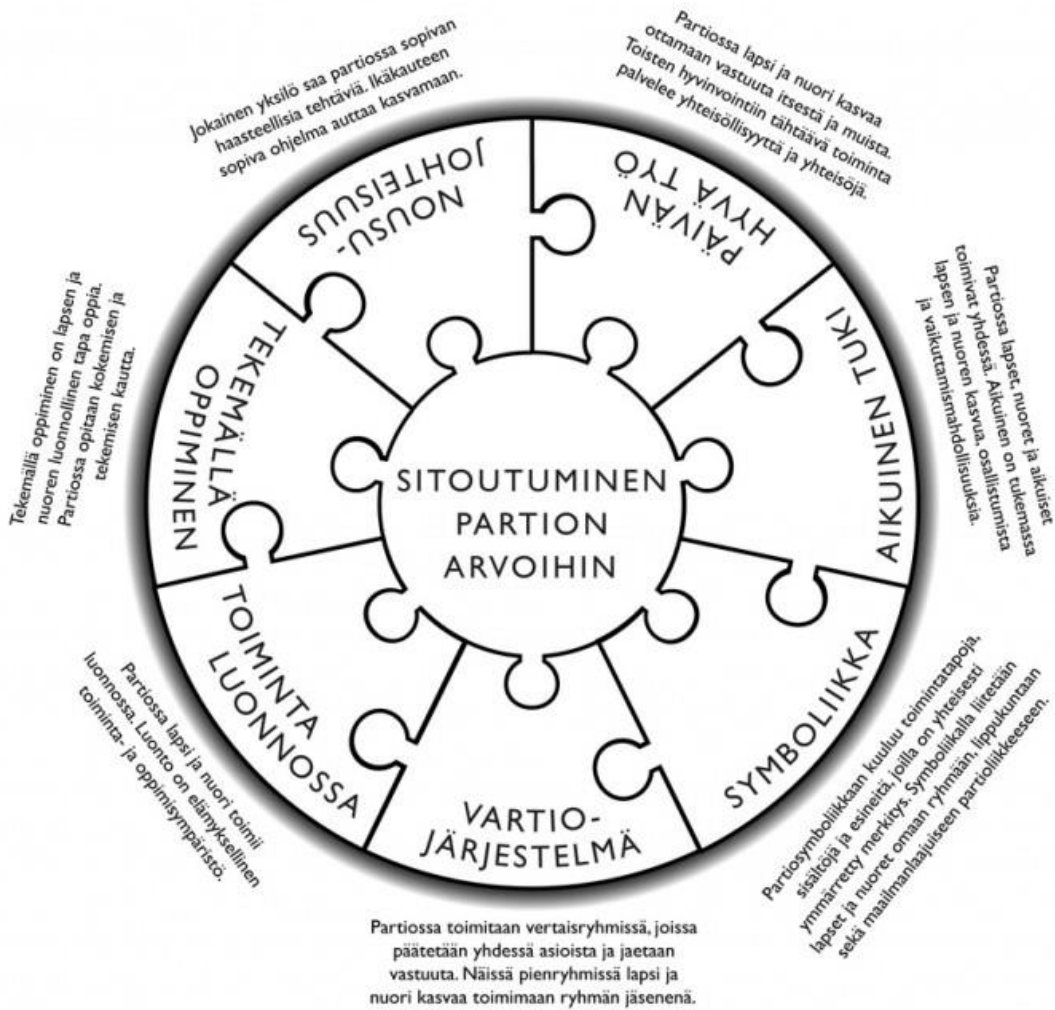 Jokainen yksilö saa partiossa sopivan
haasteellisia tehtäviä. Ikäkauteen
sopiva ohjelma auttaa kasvamaan.
Partiossa lapsi ja nuori kasvaa
ottamaan vastuuta itsestä ja muista.
Toisten hyvinvointiin tähtäävä toiminta
palvelee yhteisöllisyyttä ja yhteisöjä.
NOUSU-
JOHTEISUUS
PÄIVÄN
HYVÄ TYÖ
Partiossa lapset, nuoret ja aikuiset
toimivat yhdessä. Aikuinen on tukemassa
lapsen ja nuoren kasvua, osallistumista
ja vaikuttamismahdollisuuksia.
AIKUINEN TUKI
Tekemällä oppiminen on lapsen ja
nuoren luonnollinen tapa oppia.
Partiossa opitaan kokemisen ja
tekemisen kautta.
TEKEMÄLLÄ
OPPIMINEN
SITOUTUMINEN
PARTION
ARVOIHIN
TOIMINTA
LUONNOSSA
Partiossa lapsi ja nuori toimii
luonnossa. Luonto on elämyksellinen
toiminta- ja oppimisympäristö.
SYMBOLIIKKA
Partiosymboliikkaan kuuluu toimintatapoja,
sisältöjä ja esineitä, joilla on yhteisesti
ymmärretty merkitys. Symboliikalla liitetään
lapset ja nuoret omaan ryhmään, lippukuntaan
sekä maailmanlaajuiseen partioliikkeeseen.
VARTIO-
JÄRJESTELMÄ
Partiossa toimitaan vertaisryhmissä, joissa
päätetään yhdessä asioista ja jaetaan
vastuuta. Näissä pienryhmissä lapsi ja
nuori kasvaa toimimaan ryhmän jäsenenä.